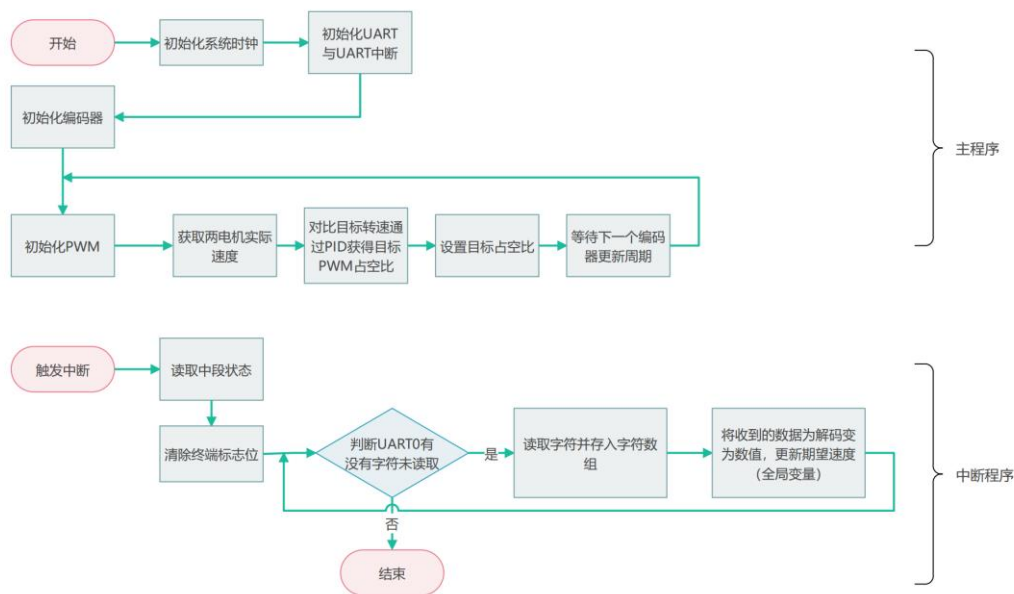 开始
初始化系统时钟
初始化UART
与UART中断
初始化编码器
主程序
初始化PWM
获取两电机实际
速度
对比目标转速通
过PID获得目标
PWM占空比
设置目标占空比
等待下一个编码
器更新周期
触发中断
读取中段状态
清除终端标志位
判断UART0有
没有字符未读取
是
读取字符并存入字符数
组
将收到的数据为解码变
为数值，更新期望速度
（全局变量）
中断程序
否
结束